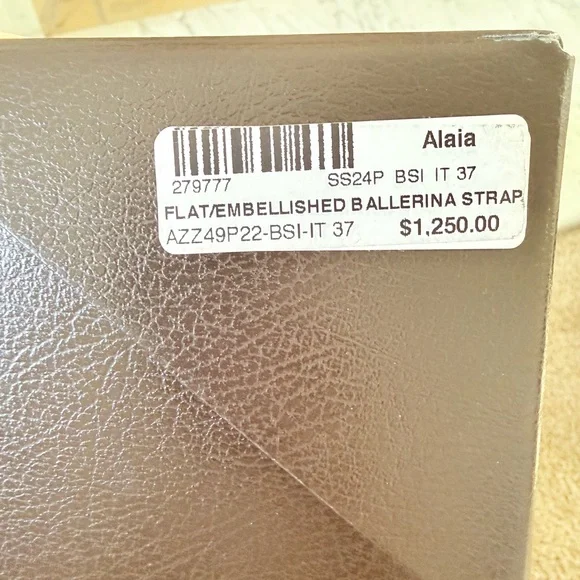 Alaia
279777 SS24P BSI IT 37
FLAT/EMBELLISHED BALLERINA STRAP
AZZ49P22-BSI-IT 37 $1,250.00